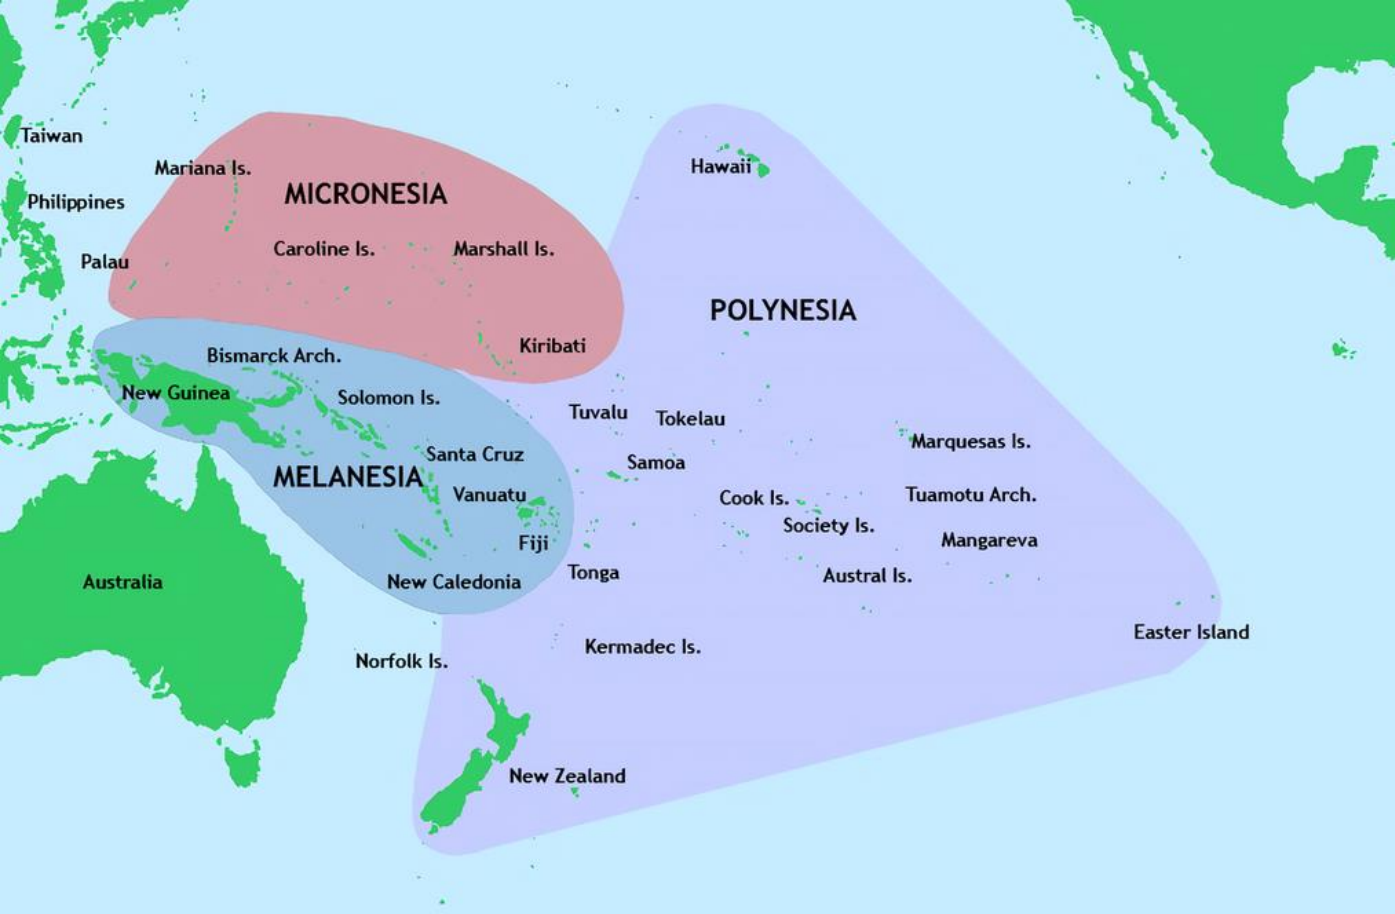 Taiwan
Mariana Is.
Hawaii
MICRONESIA
Philippines
Caroline Is.
Marshall Is.
Palau
POLYNESIA
Kiribati
Bismarck Arch.
New Guinea
Solomon Is.
Tuvalu
Tokelau
Marquesas Is.
Santa Cruz
Samoa
MELANESIA
Vanuatu
Cook Is.
Tuamotu Arch.
Society Is.
Fiji
Mangareva
Tonga
Austral Is.
Australia
New Caledonia
Easter Island
Kermadec Is.
Norfolk Is.
New Zealand